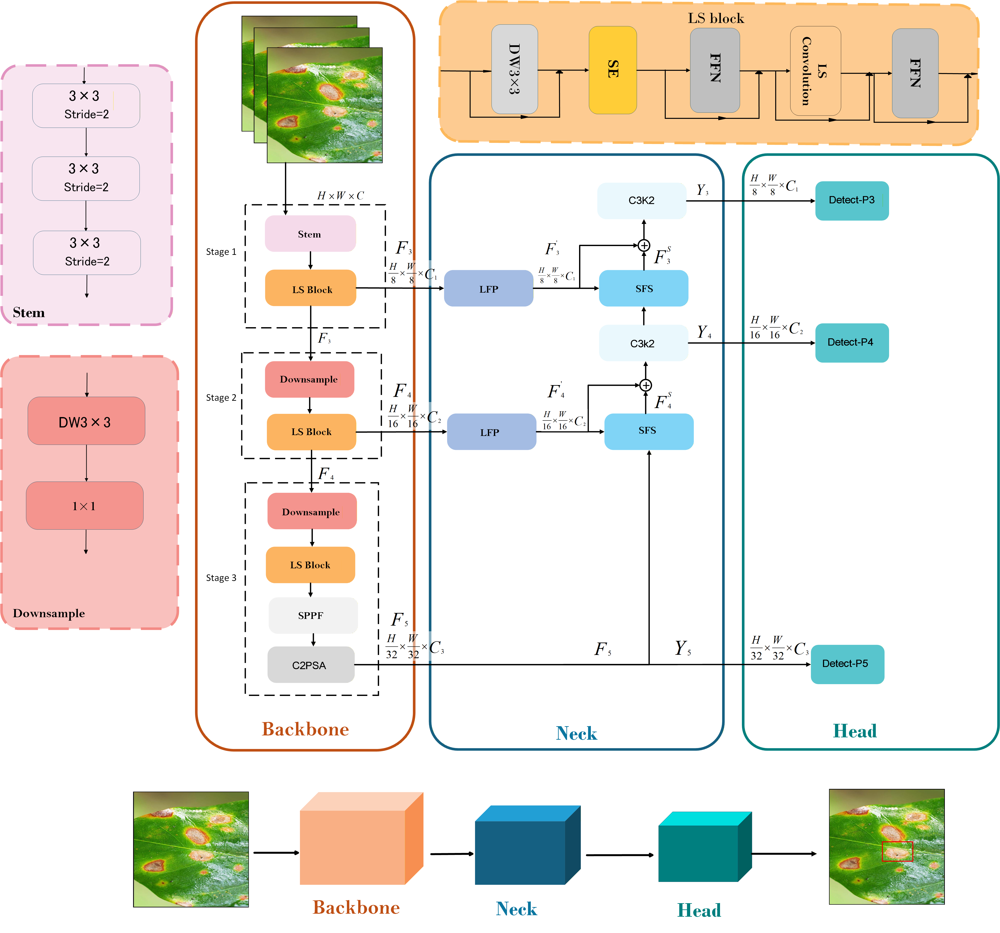 LS block
DW3×3
SE
FFN
LS
Convolution
FFN
3×3
Stride=2
3×3
Stride=2
3×3
Stride=2
Stem
DW3×3
1×1
Downsample
H×W×C
Stage 1
Stem
LS Block
F₃
H/8×W/8×C₁
F₃
Stage 2
Downsample
LS Block
F₄
H/16×W/16×C₂
F₄
Stage 3
Downsample
LS Block
SPPF
C2PSA
F₅
H/32×W/32×C₃
Backbone
C3K2
Y₃
F₃'
F₃ˢ
H/8×W/8×C₁
LFP
SFS
C3k2
Y₄
F₄'
F₄ˢ
H/16×W/16×C₂
LFP
SFS
F₅
Y₅
Neck
H/8×W/8×C₁
Detect-P3
H/16×W/16×C₂
Detect-P4
H/32×W/32×C₃
Detect-P5
Head
Backbone
Neck
Head